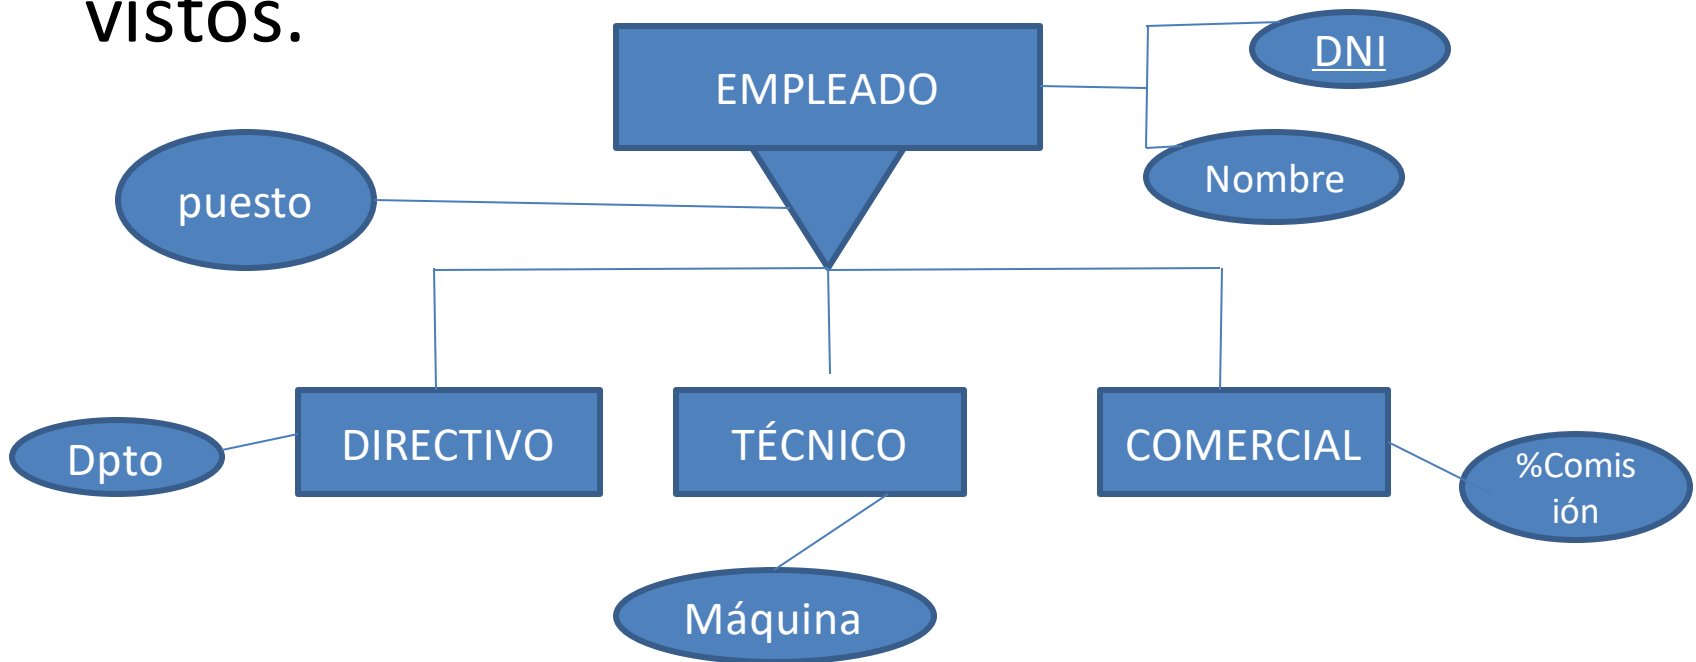 vistos.
EMPLEADO
DNI
Nombre
puesto
DIRECTIVO
TÉCNICO
COMERCIAL
Dpto
%Comis
ión
Máquina